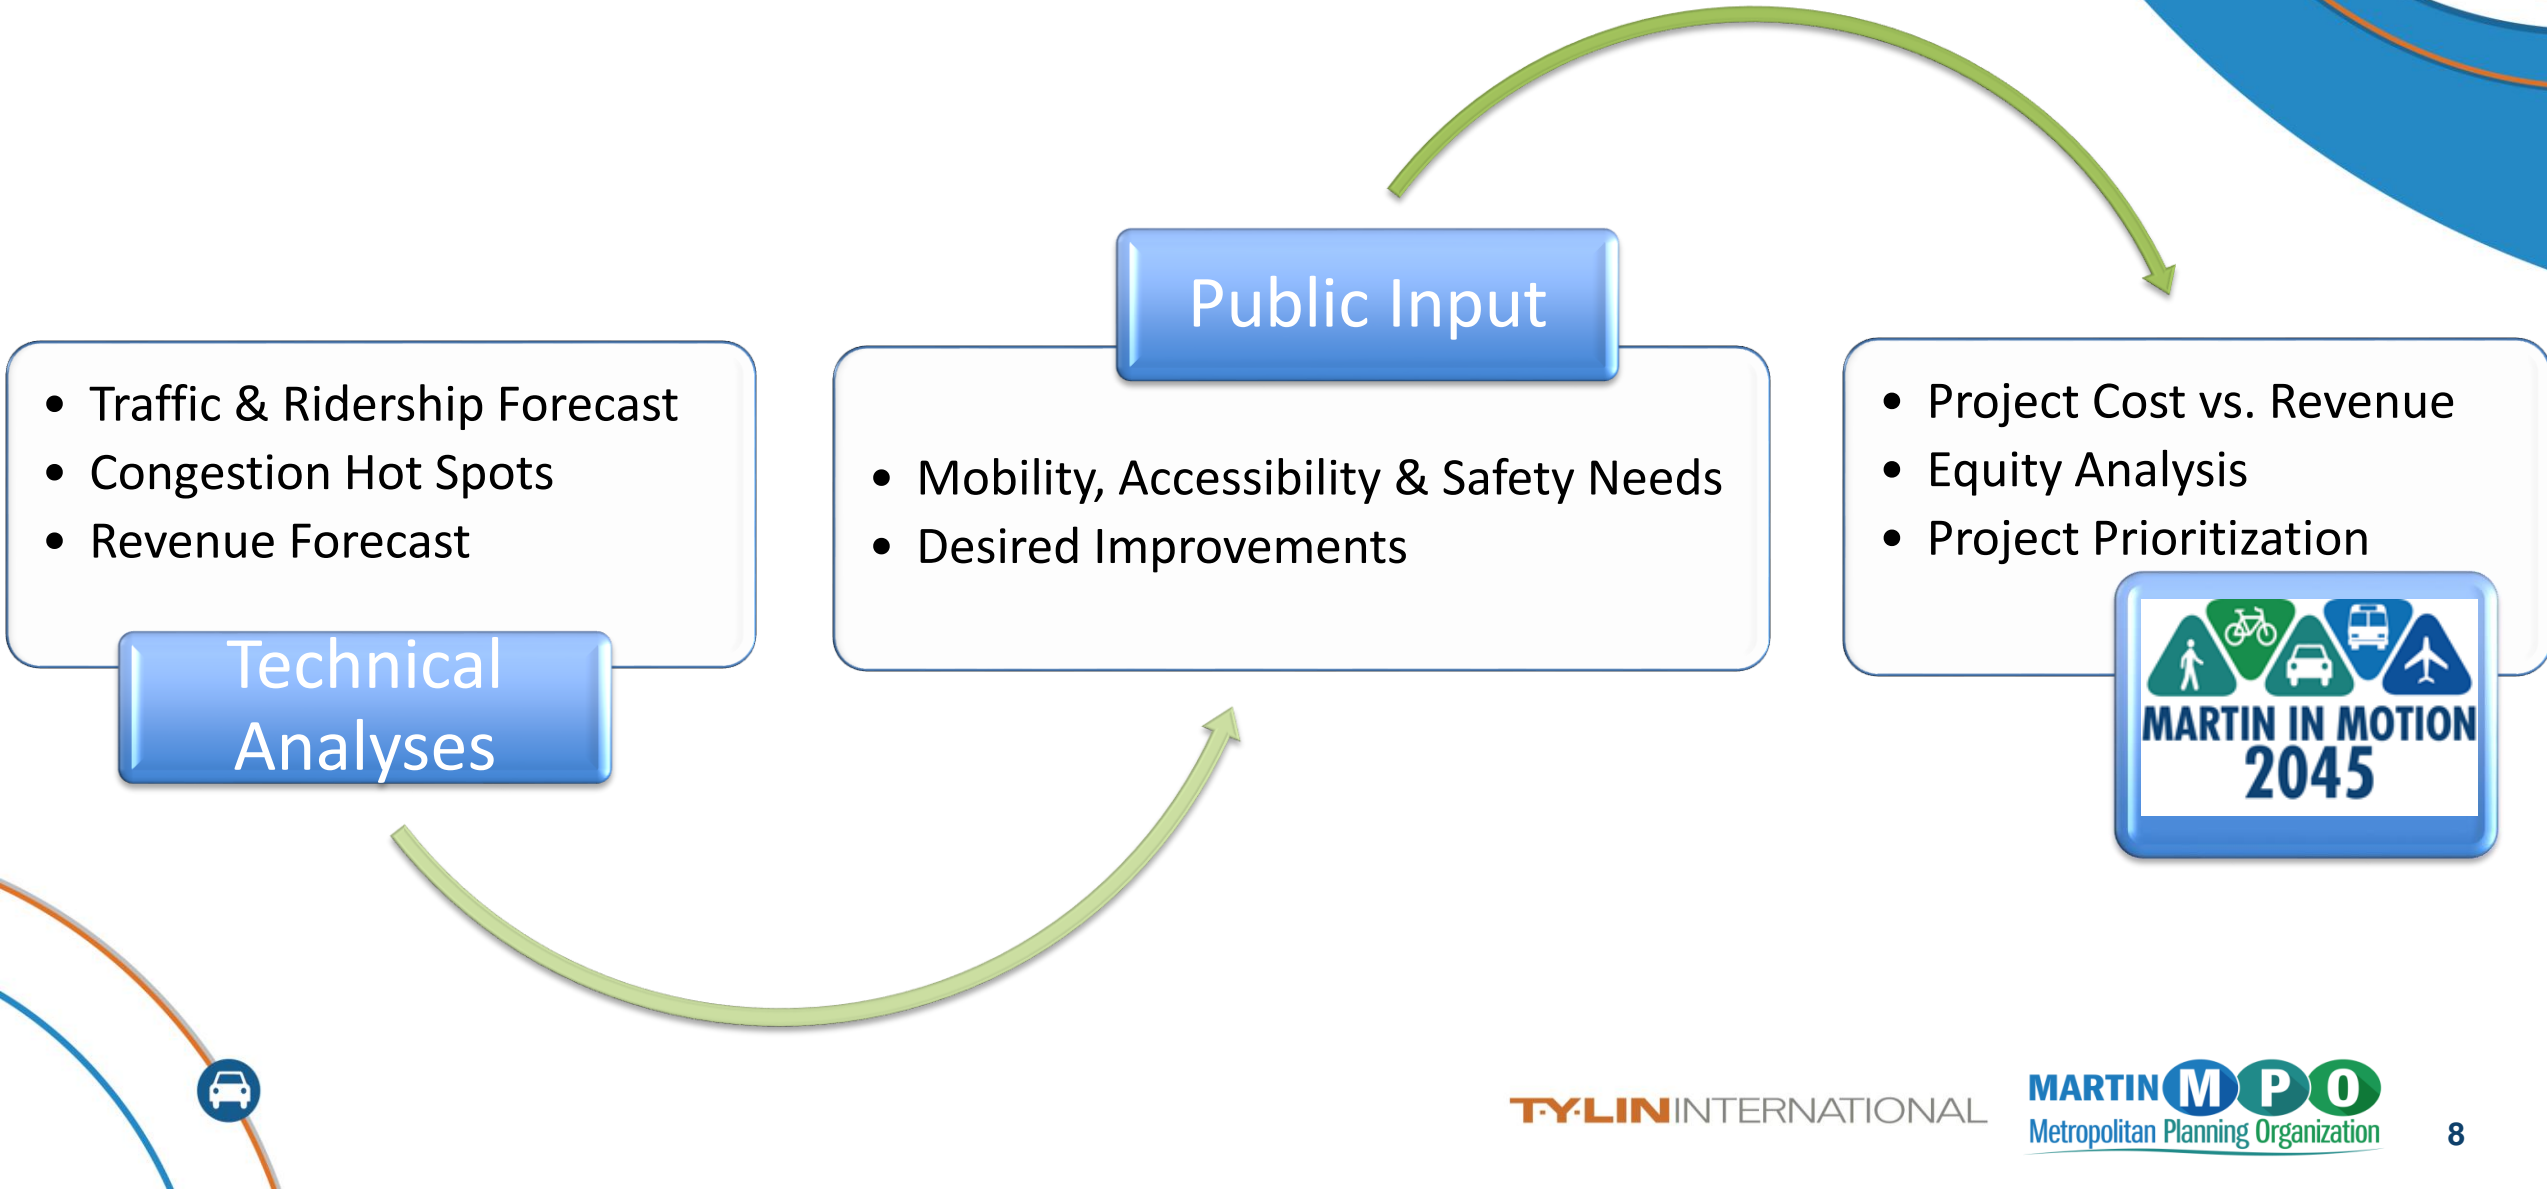 • Traffic & Ridership Forecast
• Congestion Hot Spots
• Revenue Forecast
Technical
Analyses
Public Input
• Mobility, Accessibility & Safety Needs
• Desired Improvements
• Project Cost vs. Revenue
• Equity Analysis
• Project Prioritization
MARTIN IN MOTION
2045
T·Y·LININTERNATIONAL
MARTIN MPO
Metropolitan Planning Organization
8